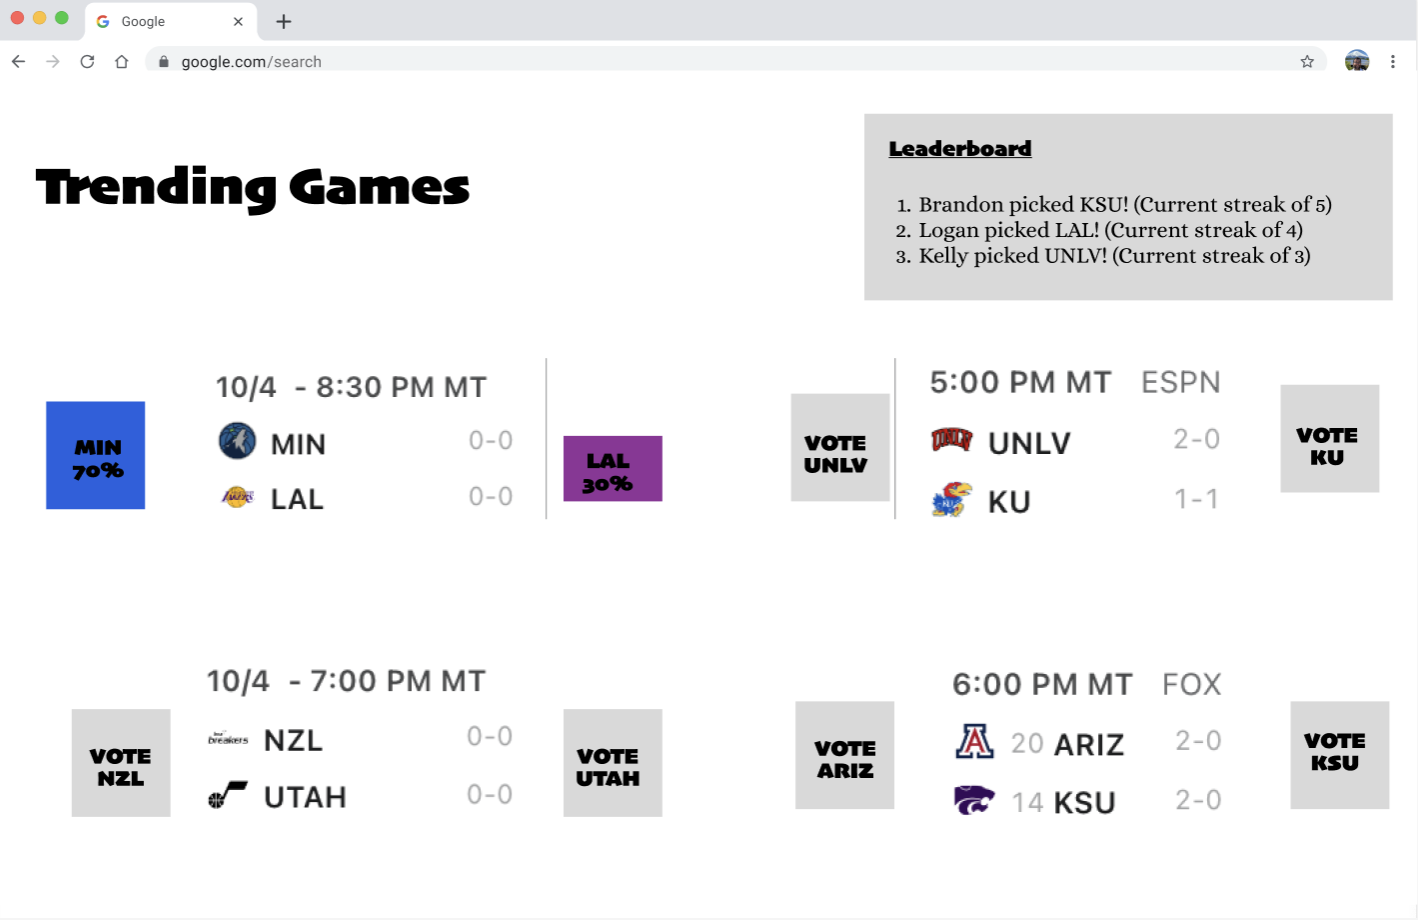 Google
google.com/search
Trending Games
Leaderboard
1. Brandon picked KSU! (Current streak of 5)
2. Logan picked LAL! (Current streak of 4)
3. Kelly picked UNLV! (Current streak of 3)
MIN
70%
10/4 - 8:30 PM MT
MIN 0-0
LAL 0-0
LAL
30%
VOTE
UNLV
5:00 PM MT ESPN
UNLV 2-0
KU 1-1
VOTE
KU
VOTE
NZL
10/4 - 7:00 PM MT
breakers NZL 0-0
UTAH 0-0
VOTE
UTAH
VOTE
ARIZ
6:00 PM MT FOX
A 20 ARIZ 2-0
14 KSU 2-0
VOTE
KSU